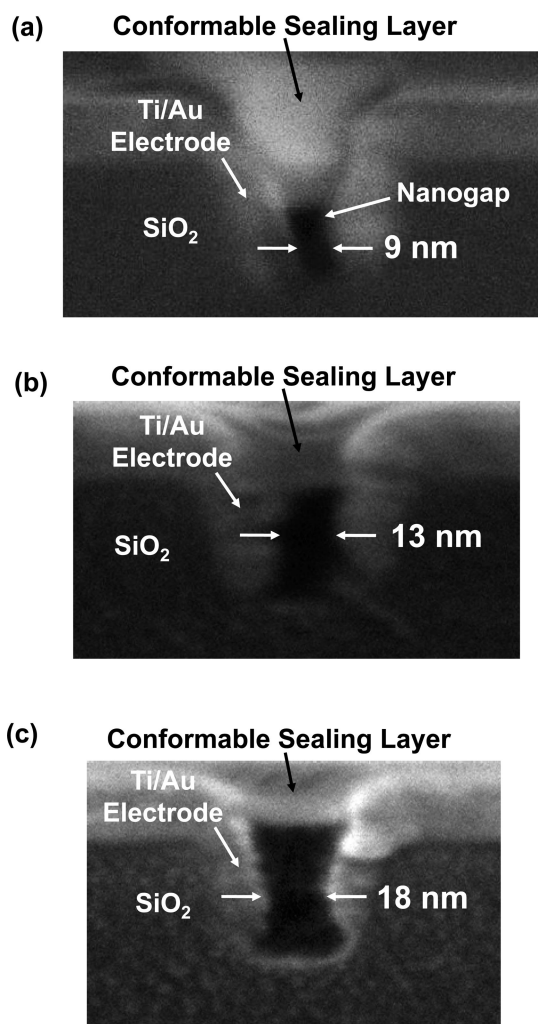 (a)
Conformable Sealing Layer
Ti/Au
Electrode
Nanogap
SiO₂
9 nm
(b)
Conformable Sealing Layer
Ti/Au
Electrode
SiO₂
13 nm
(c)
Conformable Sealing Layer
Ti/Au
Electrode
SiO₂
18 nm